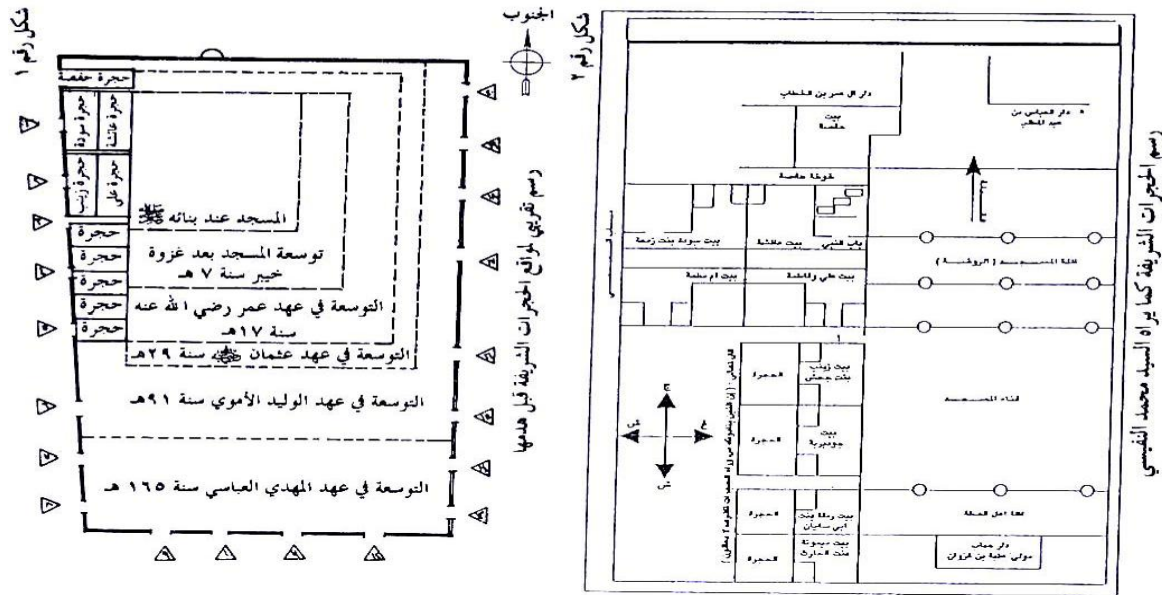 شكل رقم ١
الجنوب
حجرة حفصة
حجرة سودة
حجرة عائشة
حجرة زينب
حجرة علي
حجرة
حجرة
حجرة
حجرة
حجرة
المسجد عند بنائه ﷺ
توسعة المسجد بعد غزوة
خيبر سنة ٧ هـ
التوسعة في عهد عمر رضي الله عنه
سنة ١٧هـ
التوسعة في عهد عثمان سنة ٢٩هـ
التوسعة في عهد الوليد الأموي سنة ٩١هـ
التوسعة في عهد المهدي العباسي سنة ١٦٥ هـ
رسم تقريبي لمواقع الحجرات الشريفة قبل هدمها
شكل رقم ٢
رسم الحجرات الشريفة كما يراه السيد محمد النفيسي
دار آل عمر بن الخطاب
بيت
حفصة
دار العباس بن
عبد المطلب
خوخة حفصة
بيت سودة بنت زمعة
بيت عائشة
باب النبي
بيت أم سلمة
بيت علي وفاطمة
بيت زينب
بنت جحش
الحجرة
بيت
جويرية
الحجرة
بيت رملة بنت
أبي سفيان
الحجرة
بيت ميمونة
بنت الحارث
الحجرة
فناء المسجد
دار عباب
مولى عتبة بن غزوان